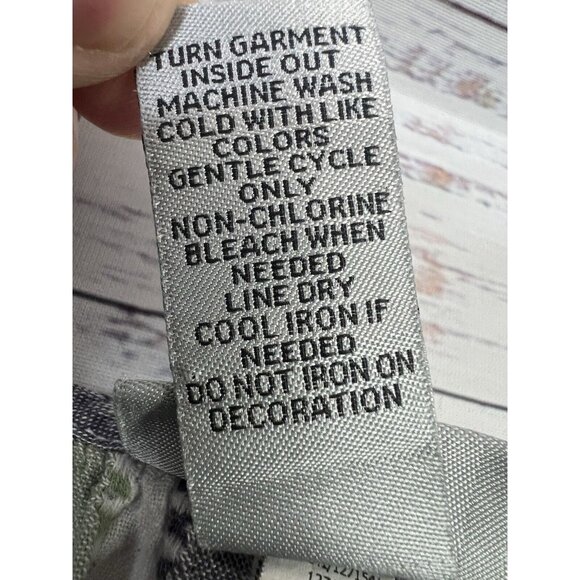 TURN GARMENT
INSIDE OUT
MACHINE WASH
COLD WITH LIKE
COLORS
GENTLE CYCLE
ONLY
NON-CHLORINE
BLEACH WHEN
NEEDED
LINE DRY
COOL IRON IF
NEEDED
DO NOT IRON ON
DECORATION